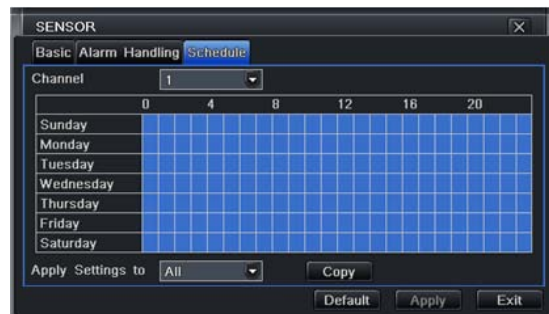 SENSOR
Basic Alarm Handling Schedule
Channel 1
0 4 8 12 16 20
Sunday
Monday
Tuesday
Wednesday
Thursday
Friday
Saturday
Apply Settings to All Copy
Default Apply Exit